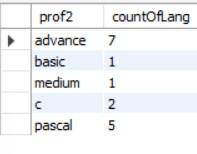 prof2 countOfLang
advance 7
basic 1
medium 1
c 2
pascal 5